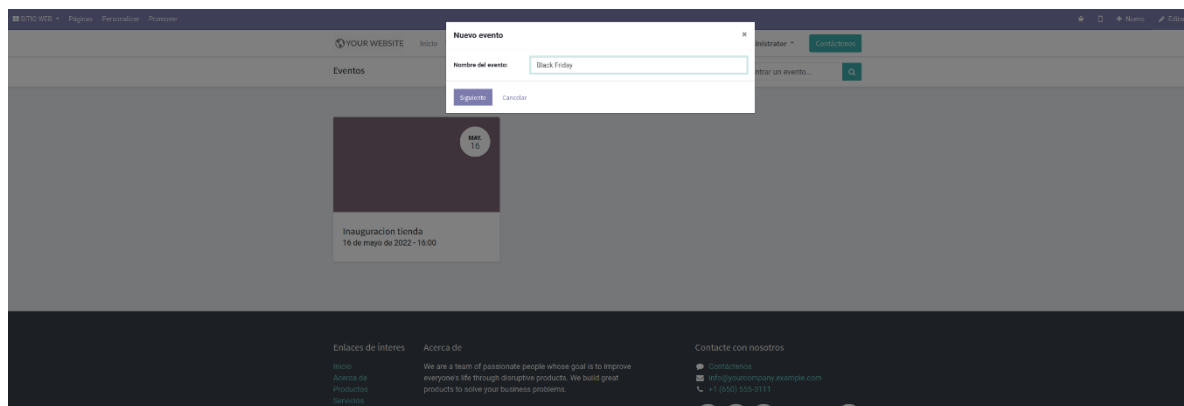 SITIO WEB Páginas Personalizar Promover
+ Nuevo Editar
YOUR WEBSITE Inicio
Nuevo evento ×
Nombre del evento: Black Friday
Siguiente Cancelar
Contáctenos
Eventos
MAY.
16
Inauguracion tienda
16 de mayo de 2022 - 16:00
Enlaces de ínteres
Inicio
Acerca de
Productos
Servicios
Acerca de
We are a team of passionate people whose goal is to improve
everyone's life through disruptive products. We build great
products to solve your business problems.
Contacte con nosotros
Contáctenos
info@yourcompany.example.com
+1 (650) 555-0111